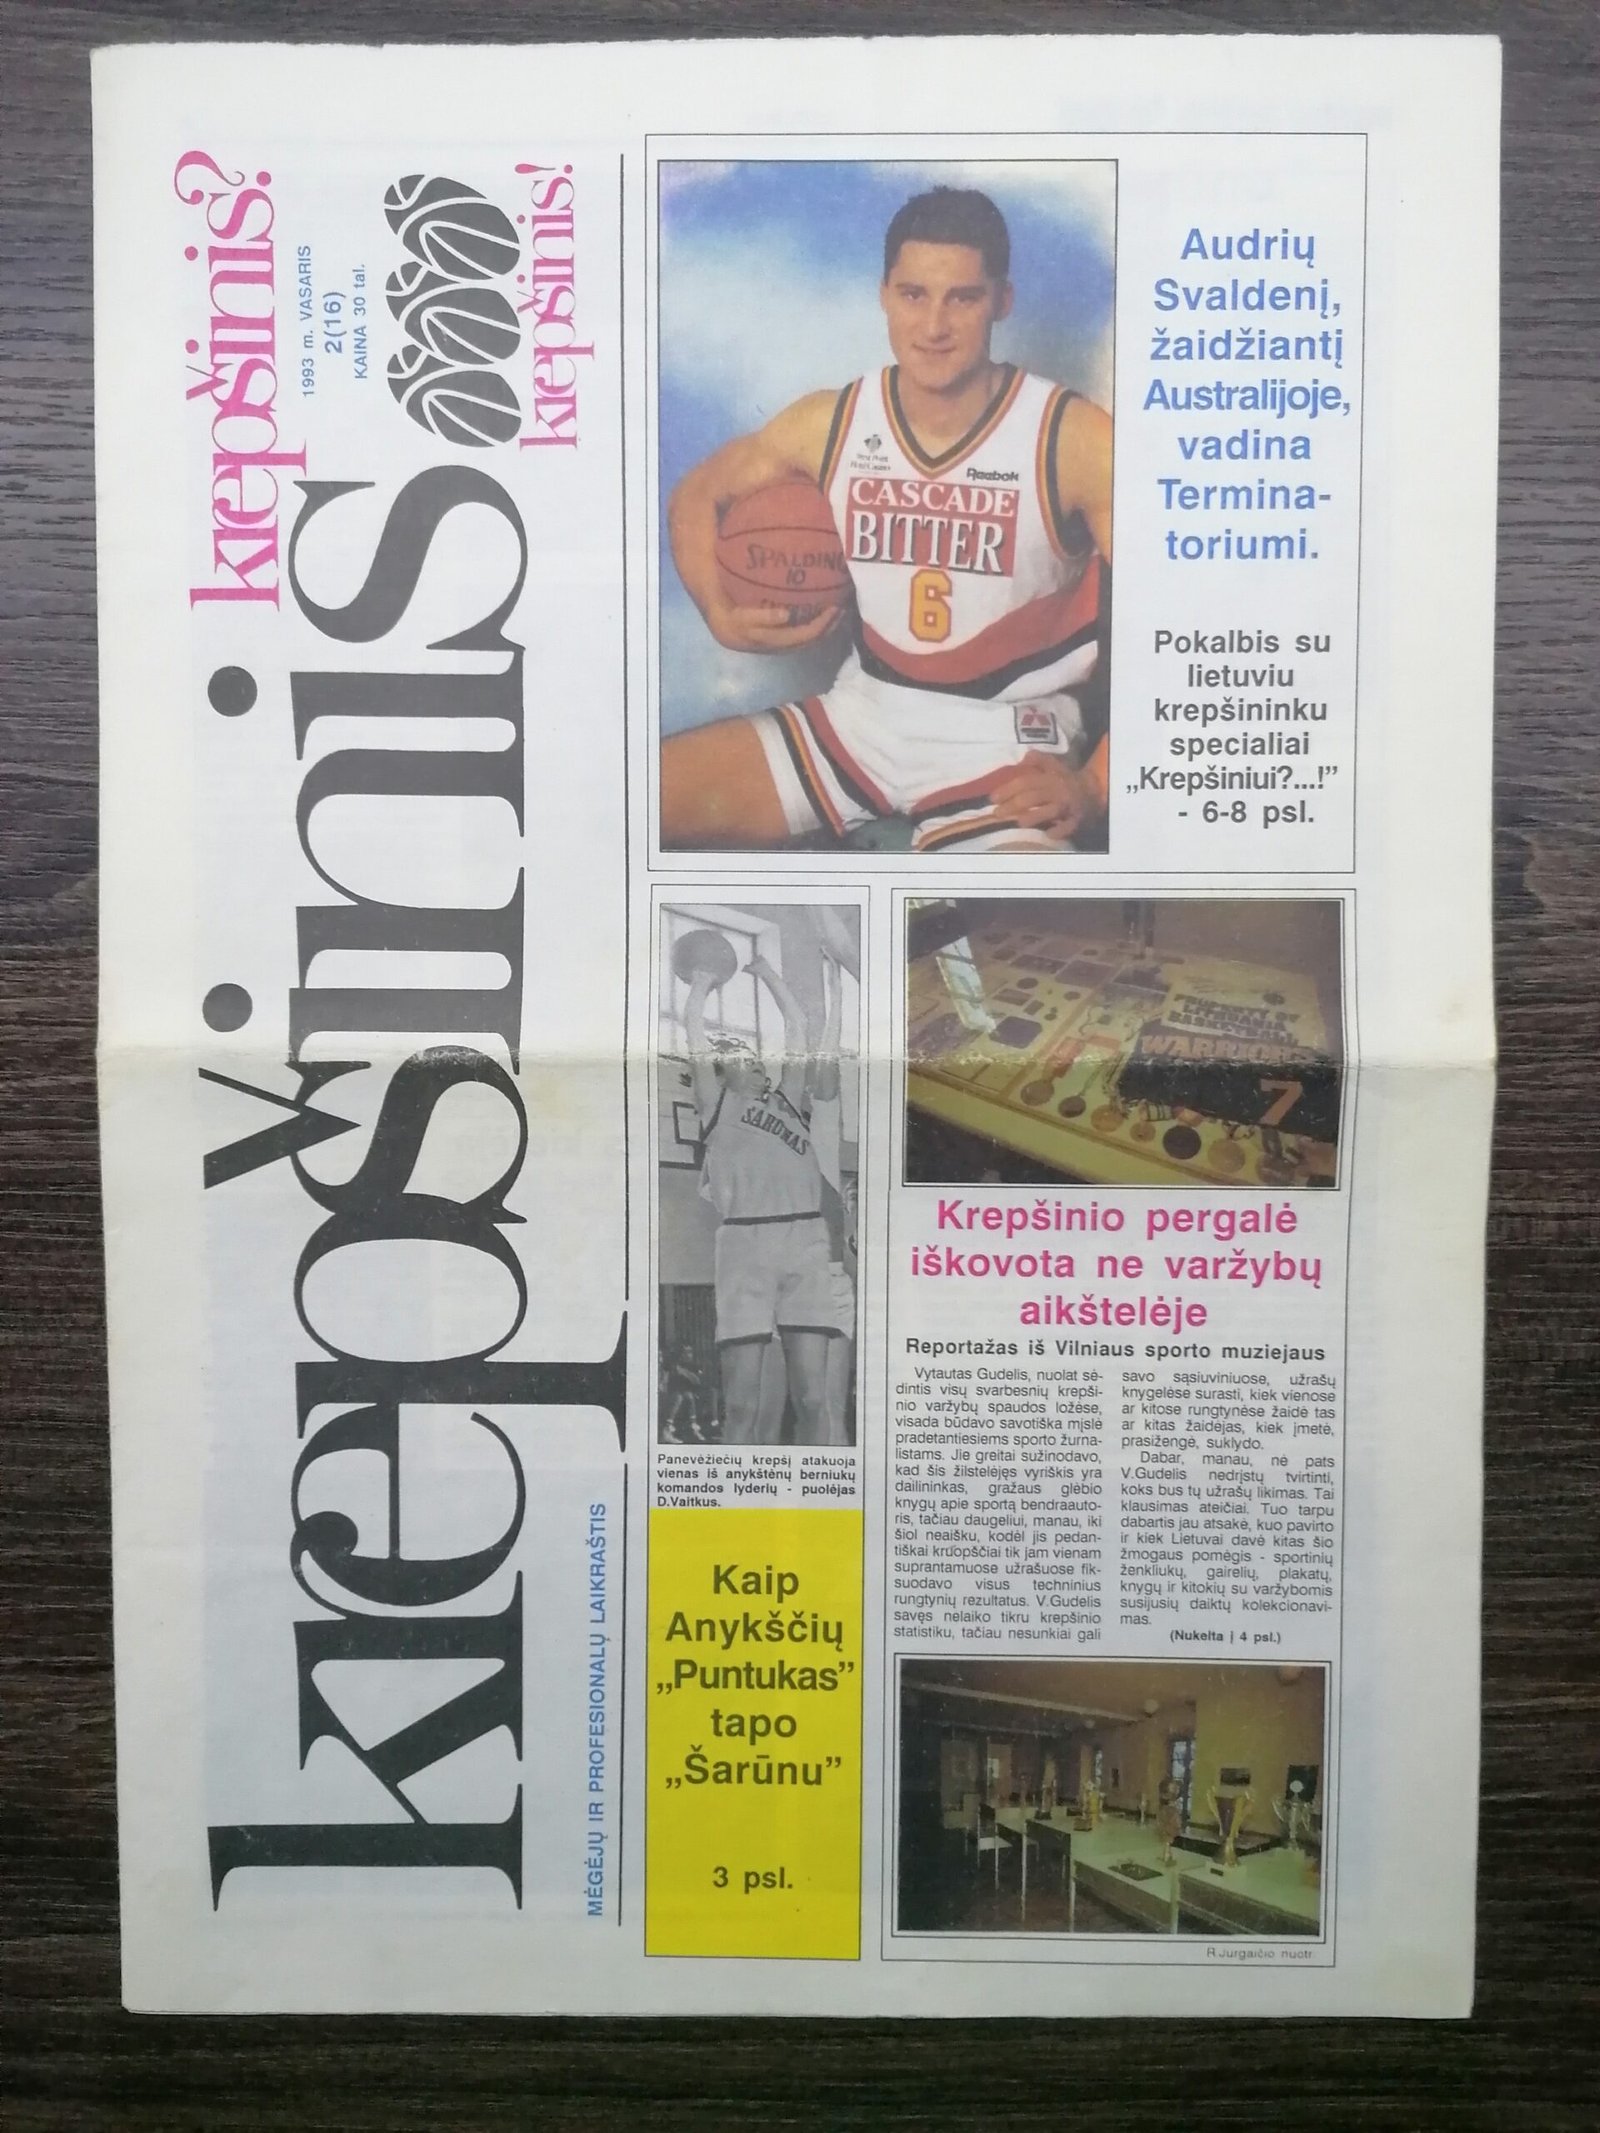 krepšinis?
1993 m. VASARIS
2(16)
KAINA 30 tal.
krepšinis
krepšinis!
MĖGĖJŲ IR PROFESIONALŲ LAIKRAŠTIS
Reebok
CASCADE
BITTER
6
SPALDING
10
Audrių
Svaldenį,
žaidžiantį
Australijoje,
vadina
Termina-
toriumi.
Pokalbis su
lietuviu
krepšininku
specialiai
„Krepšiniui?...!”
- 6-8 psl.
ŠARŪNAS
Panevėžiečių krepšį atakuoja
vienas iš anykštėnų berniukų
komandos lyderių - puolėjas
D.Vaitkus.
Kaip
Anykščių
„Puntukas”
tapo
„Šarūnu”
3 psl.
PROPERTY OF
LITHUANIA
BASKETBALL
WARRIORS
7
Krepšinio pergalė
iškovota ne varžybų
aikštelėje
Reportažas iš Vilniaus sporto muziejaus
Vytautas Gudelis, nuolat sė-
dintis visų svarbesnių krepši-
nio varžybų spaudos ložėse,
visada būdavo savotiška mįslė
pradetantiesiems sporto žurna-
listams. Jie greitai sužinodavo,
kad šis žilstelėjęs vyriškis yra
dailininkas, gražaus glėbio
knygų apie sportą bendraauto-
ris, tačiau daugeliui, manau, iki
šiol neaišku, kodėl jis pedan-
tiškai kruopščiai tik jam vienam
suprantamuose užrašuose fik-
suodavo visus techninius
rungtynių rezultatus. V.Gudelis
savęs nelaiko tikru krepšinio
statistiku, tačiau nesunkiai gali
savo sąsiuviniuose, užrašų
knygelėse surasti, kiek vienose
ar kitose rungtynėse žaidė tas
ar kitas žaidėjas, kiek įmetė,
prasižengė, suklydo.
Dabar, manau, nė pats
V.Gudelis nedrįstų tvirtinti,
koks bus tų užrašų likimas. Tai
klausimas ateičiai. Tuo tarpu
dabartis jau atsakė, kuo pavirto
ir kiek Lietuvai davė kitas šio
žmogaus pomėgis - sportinių
ženkliukų, gairelių, plakatų,
knygų ir kitokių su varžybomis
susijusių daiktų kolekcionavi-
mas.
(Nukelta į 4 psl.)
R.Jurgaičio nuotr.